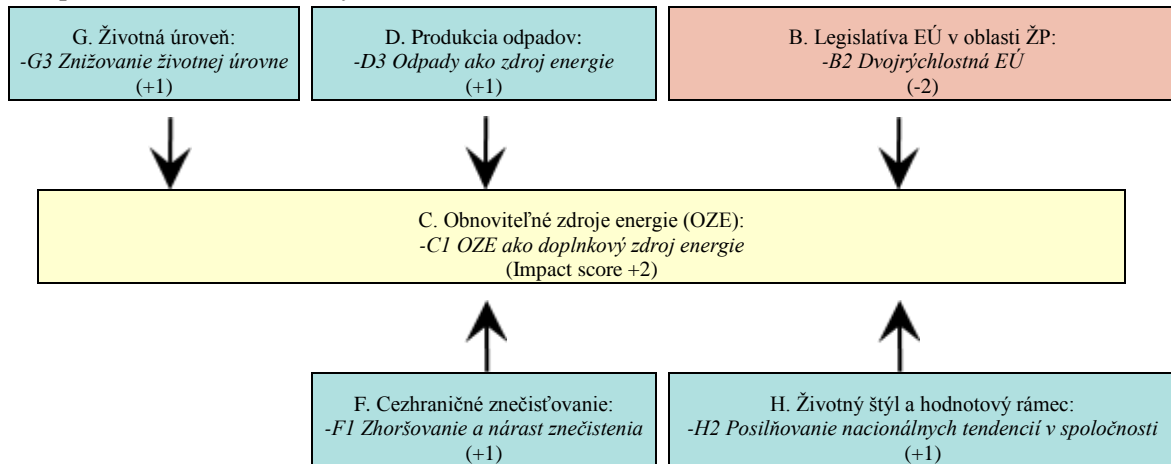 G. Životná úroveň:
-G3 Znižovanie životnej úrovne
(+1)
D. Produkcia odpadov:
-D3 Odpady ako zdroj energie
(+1)
B. Legislatíva EÚ v oblasti ŽP:
-B2 Dvojrýchlostná EÚ
(-2)
C. Obnoviteľné zdroje energie (OZE):
-C1 OZE ako doplnkový zdroj energie
(Impact score +2)
F. Cezhraničné znečisťovanie:
-F1 Zhoršovanie a nárast znečistenia
(+1)
H. Životný štýl a hodnotový rámec:
-H2 Posilňovanie nacionálnych tendencií v spoločnosti
(+1)